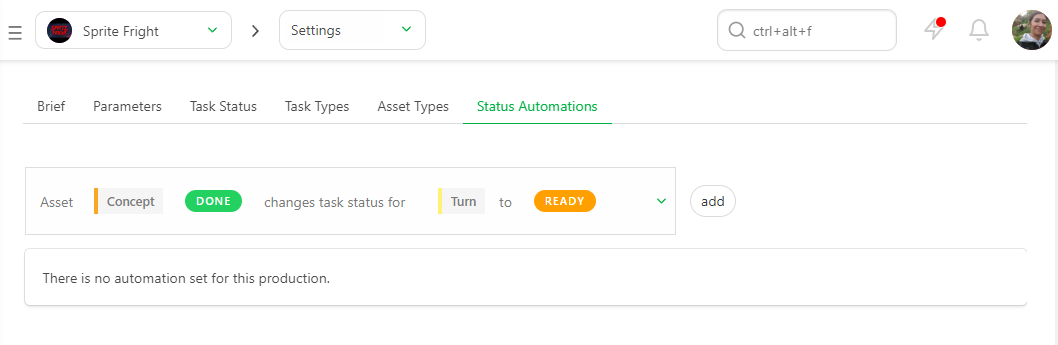 Sprite Fright
Settings
ctrl+alt+f
Brief Parameters Task Status Task Types Asset Types Status Automations
Asset Concept DONE changes task status for Turn to READY add
There is no automation set for this production.